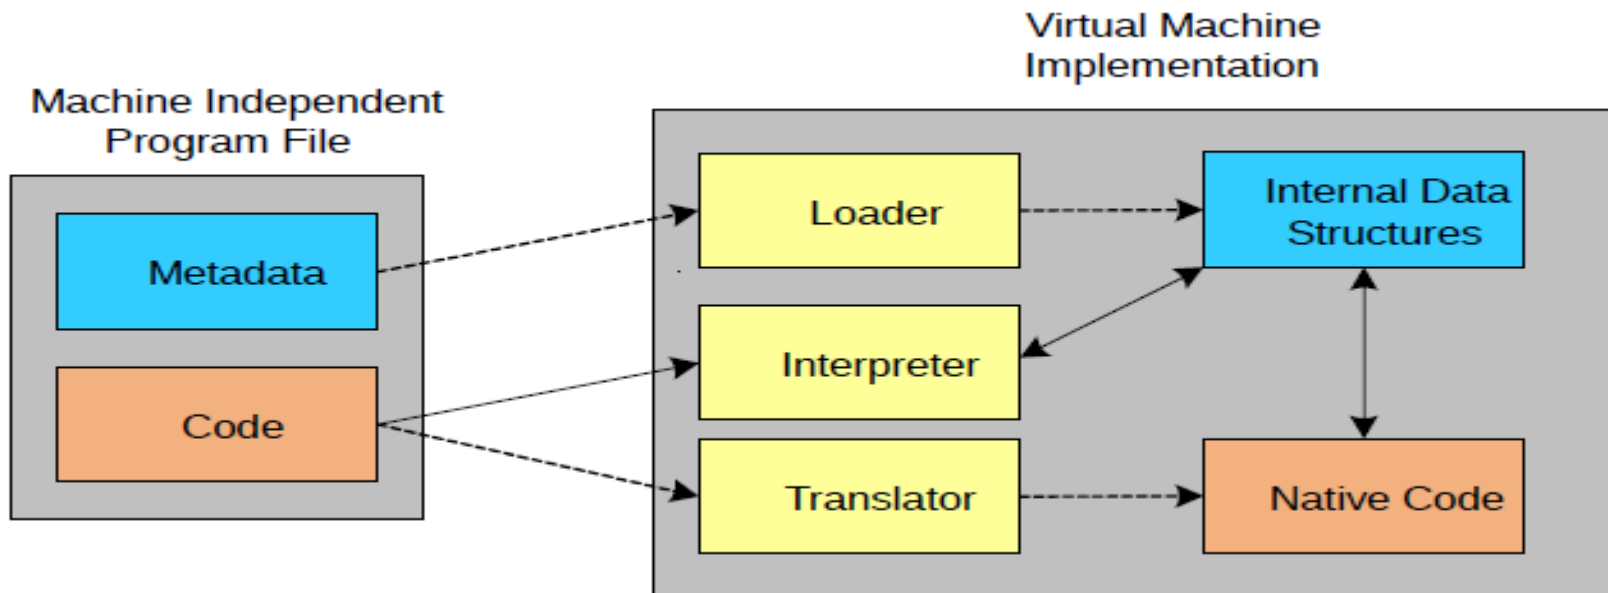 Virtual Machine
Implementation
Machine Independent
Program File
Metadata
Code
Loader
Interpreter
Translator
Internal Data
Structures
Native Code